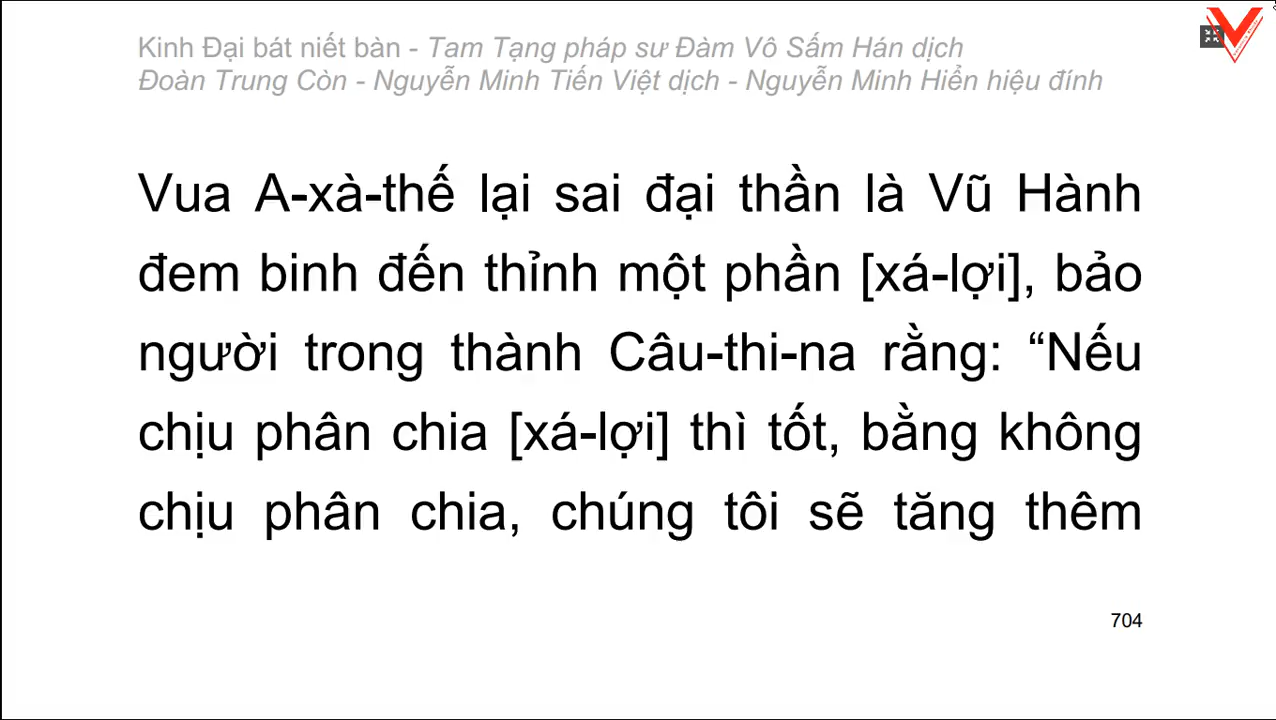 Kinh Đại bát niết bàn - Tam Tạng pháp sư Đàm Vô Sấm Hán dịch
Đoàn Trung Còn - Nguyễn Minh Tiến Việt dịch - Nguyễn Minh Hiển hiệu đính
Vua A-xà-thế lại sai đại thần là Vũ Hành
đem binh đến thỉnh một phần [xá-lợi], bảo
người trong thành Câu-thi-na rằng: “Nếu
chịu phân chia [xá-lợi] thì tốt, bằng không
chịu phân chia, chúng tôi sẽ tăng thêm
704